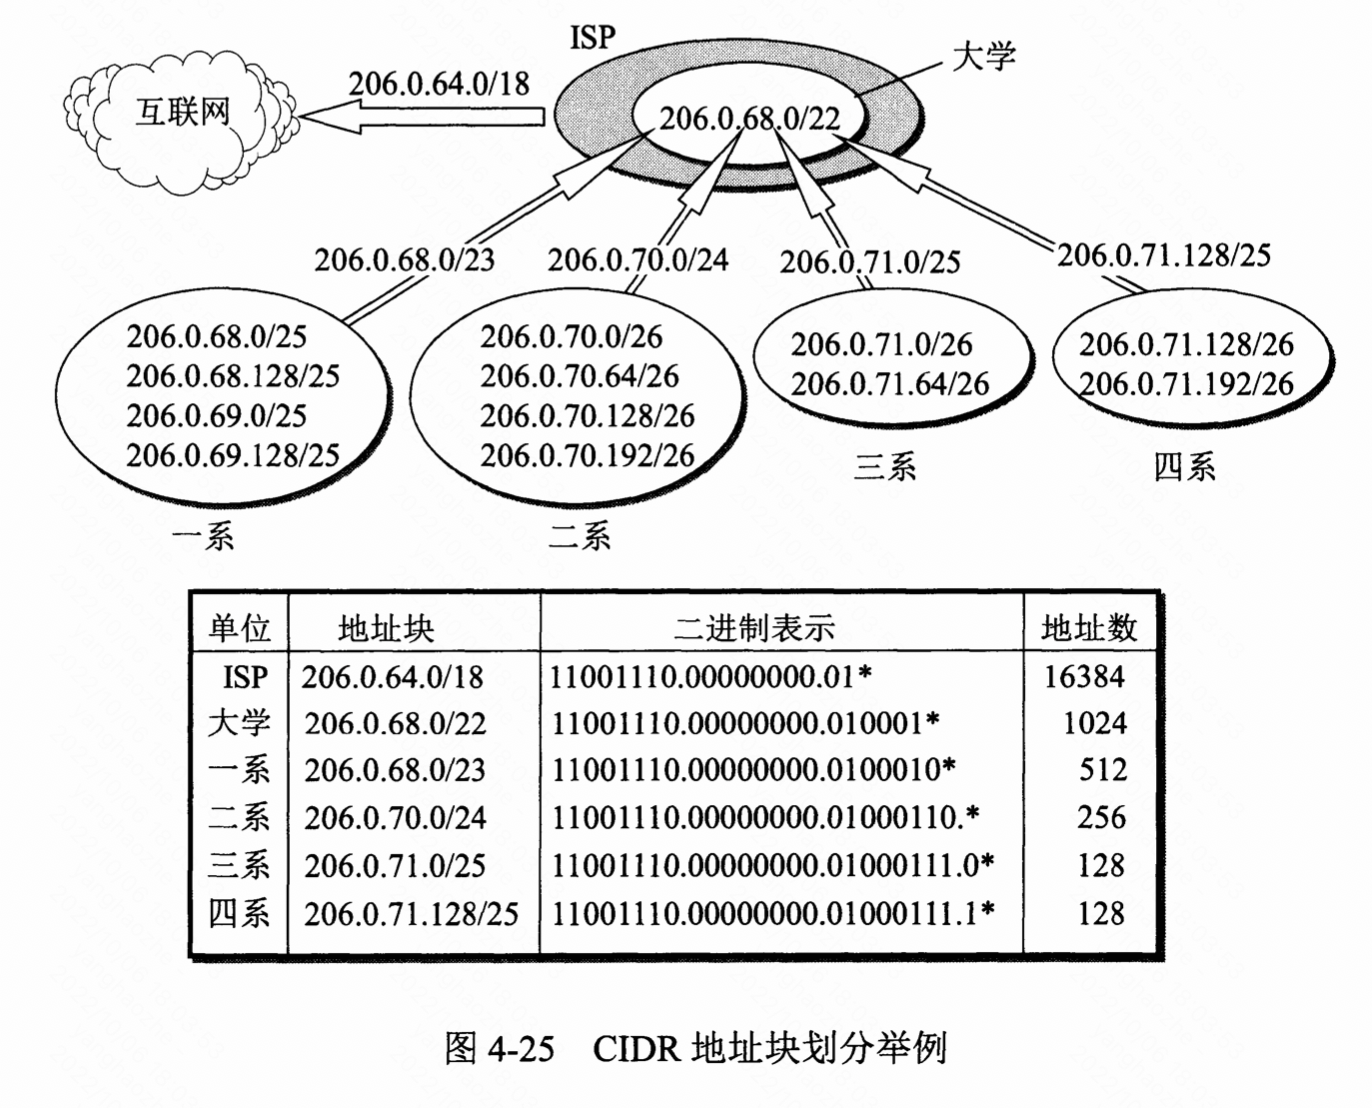 ISP
大学
206.0.64.0/18
互联网
206.0.68.0/22
206.0.68.0/23
206.0.70.0/24
206.0.71.0/25
206.0.71.128/25
206.0.68.0/25
206.0.68.128/25
206.0.69.0/25
206.0.69.128/25
一系
206.0.70.0/26
206.0.70.64/26
206.0.70.128/26
206.0.70.192/26
二系
206.0.71.0/26
206.0.71.64/26
三系
206.0.71.128/26
206.0.71.192/26
四系
单位 地址块 二进制表示 地址数
ISP 206.0.64.0/18 11001110.00000000.01* 16384
大学 206.0.68.0/22 11001110.00000000.010001* 1024
一系 206.0.68.0/23 11001110.00000000.0100010* 512
二系 206.0.70.0/24 11001110.00000000.01000110.* 256
三系 206.0.71.0/25 11001110.00000000.01000111.0* 128
四系 206.0.71.128/25 11001110.00000000.01000111.1* 128
图 4-25 CIDR 地址块划分举例